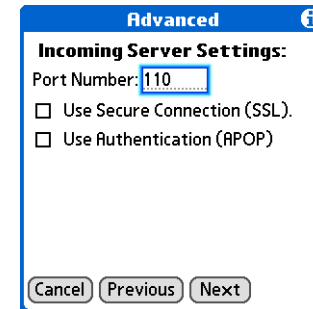 Advanced
i
Incoming Server Settings:
Port Number: 110
Use Secure Connection (SSL).
Use Authentication (APOP)
Cancel Previous Next